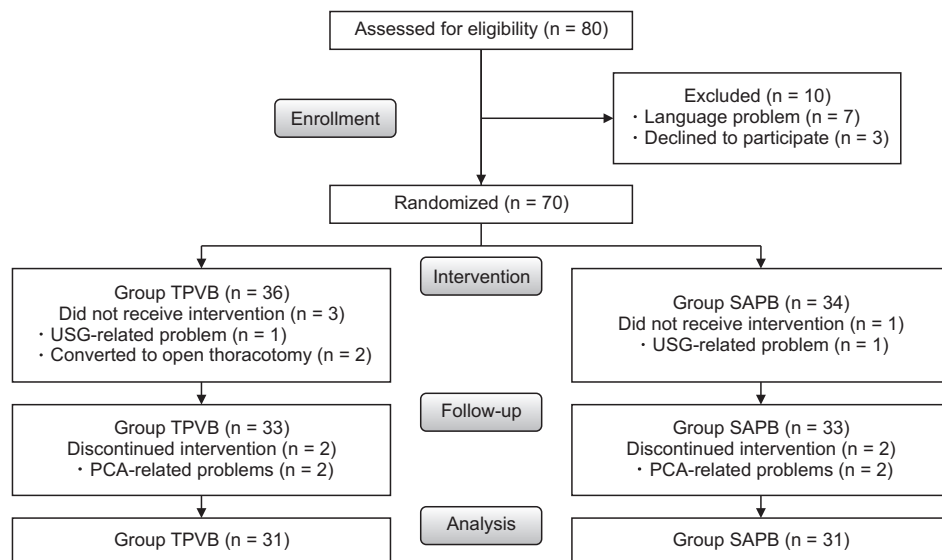 Assessed for eligibility (n = 80)
Enrollment
Excluded (n = 10)
· Language problem (n = 7)
· Declined to participate (n = 3)
Randomized (n = 70)
Intervention
Group TPVB (n = 36)
Did not receive intervention (n = 3)
· USG-related problem (n = 1)
· Converted to open thoracotomy (n = 2)
Group SAPB (n = 34)
Did not receive intervention (n = 1)
· USG-related problem (n = 1)
Follow-up
Group TPVB (n = 33)
Discontinued intervention (n = 2)
· PCA-related problems (n = 2)
Group SAPB (n = 33)
Discontinued intervention (n = 2)
· PCA-related problems (n = 2)
Analysis
Group TPVB (n = 31)
Group SAPB (n = 31)